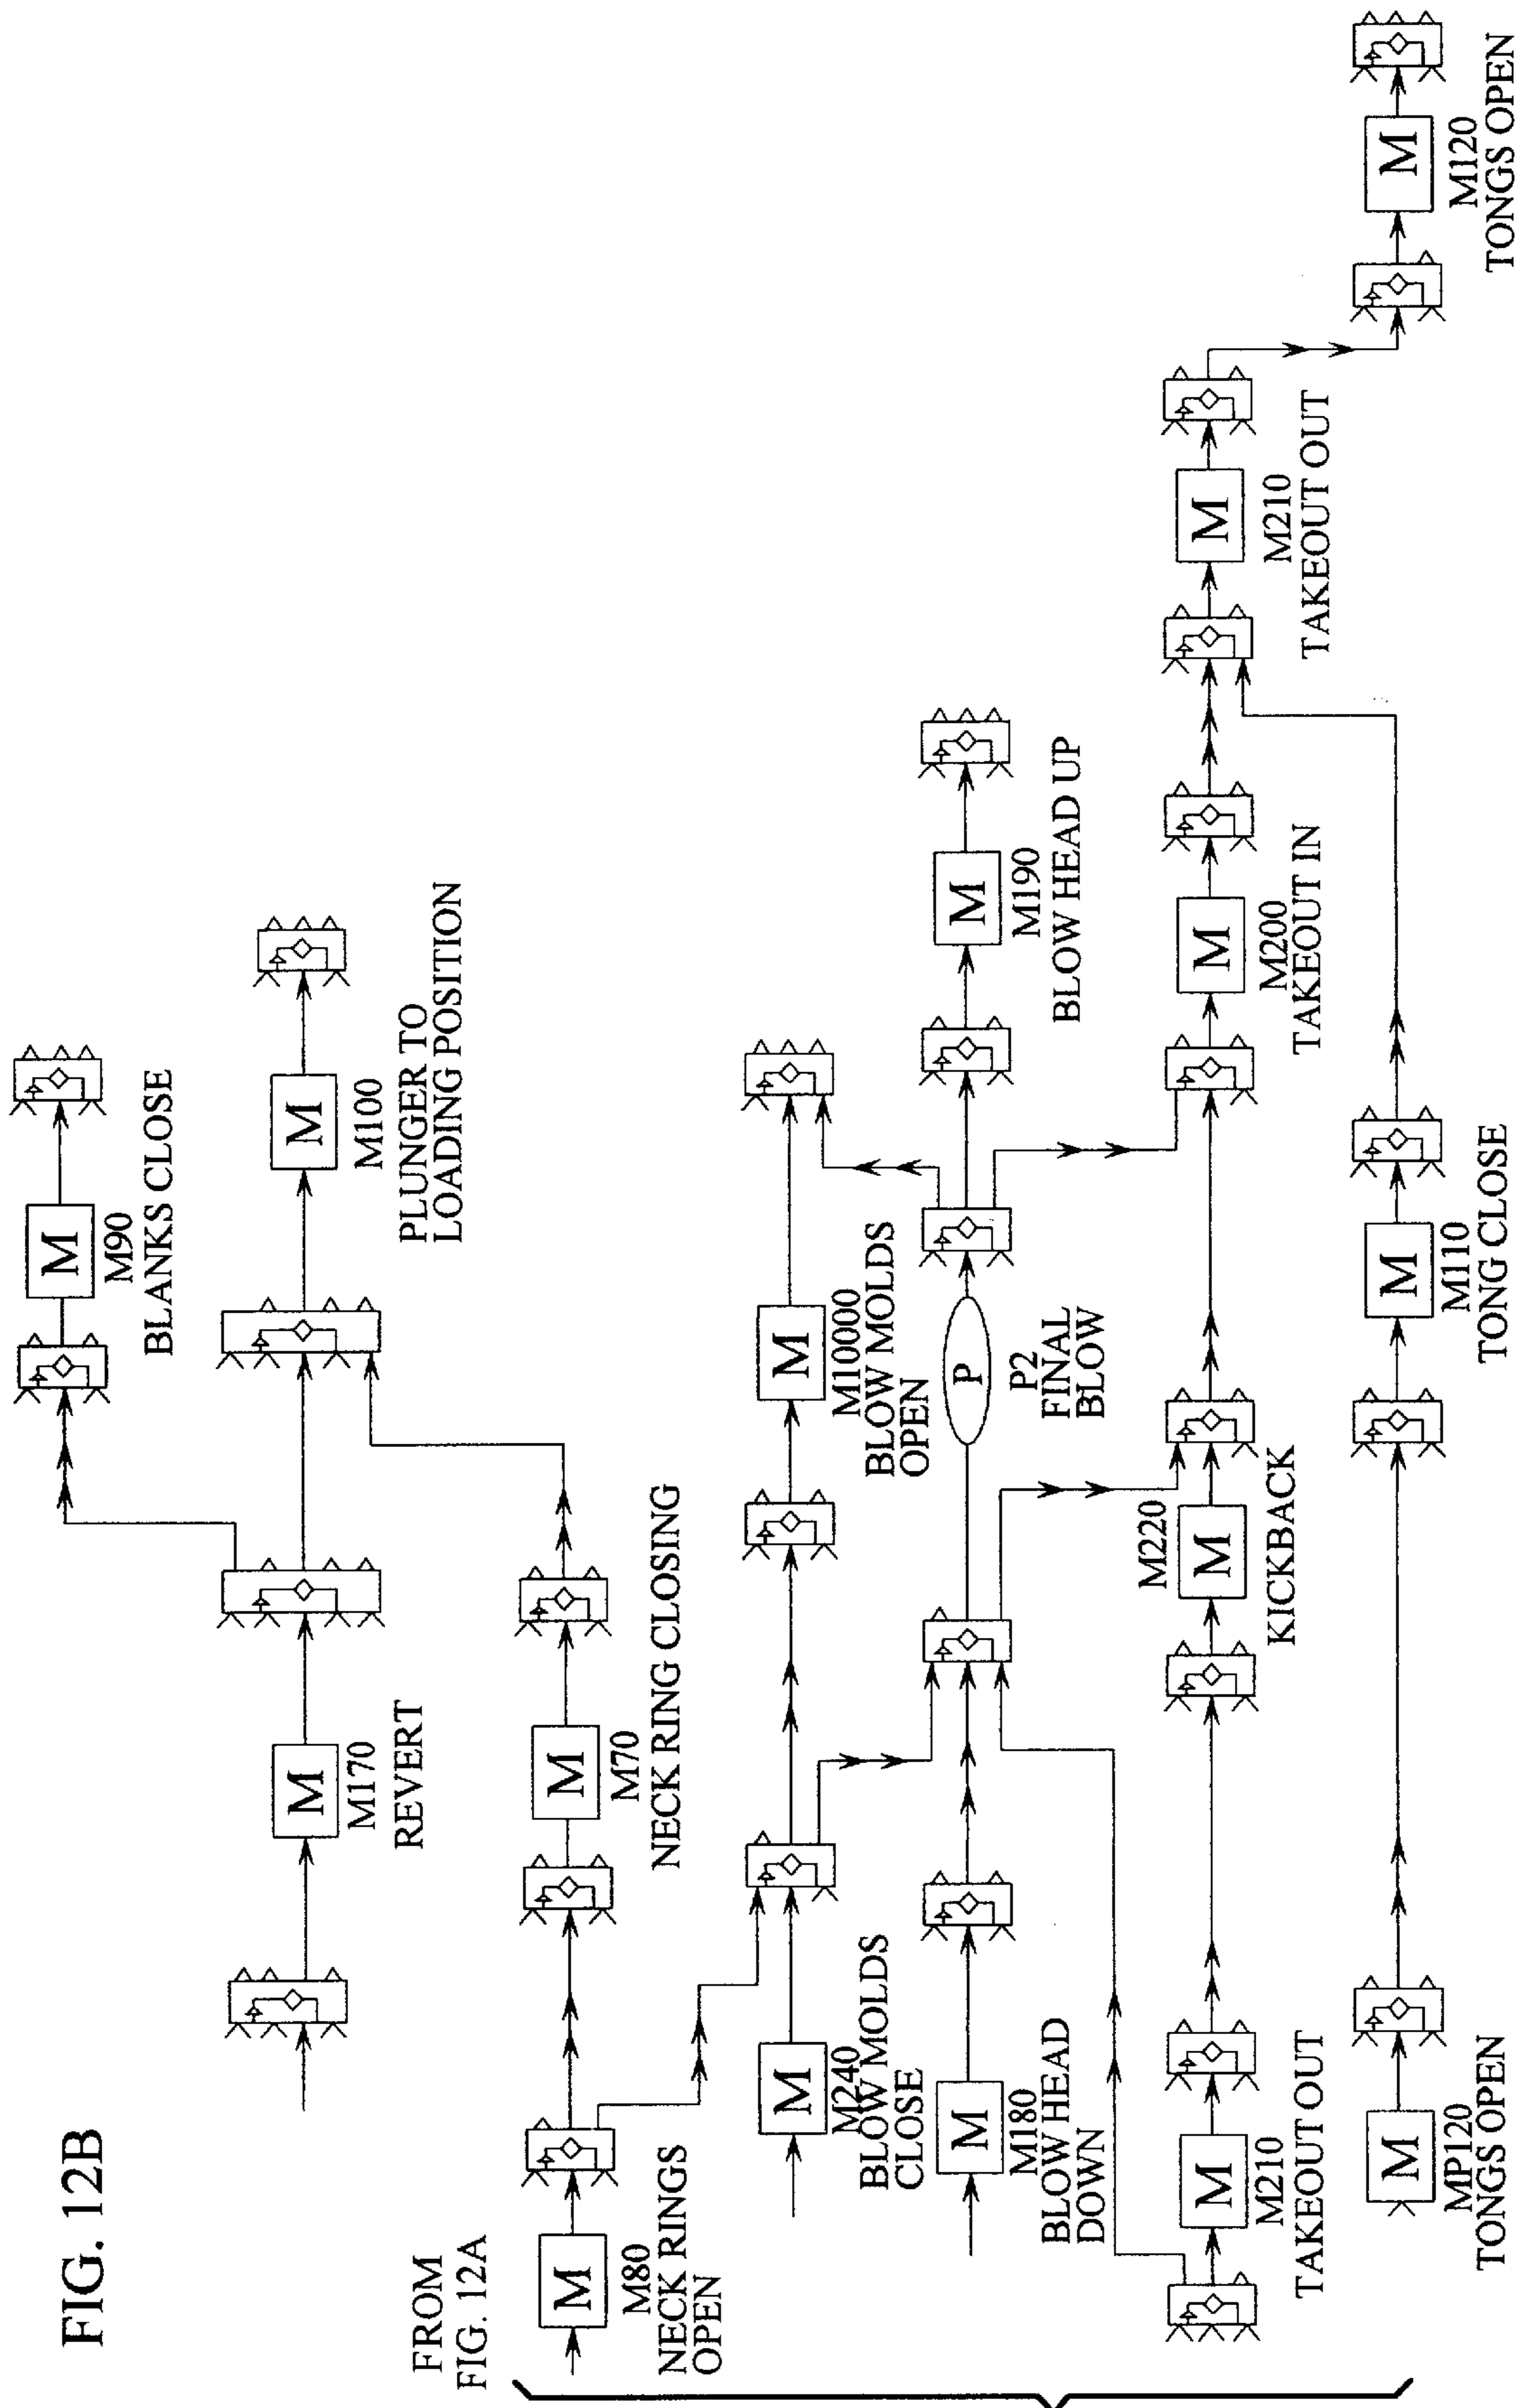 FIG. 12B
FROM
FIG. 12A
M
M90
BLANKS CLOSE
M
M170
REVERT
M
M100
PLUNGER TO
LOADING POSITION
M
M80
NECK RINGS
OPEN
M
M70
NECK RING CLOSING
M
M240
BLOW MOLDS
CLOSE
M
M10000
BLOW MOLDS
OPEN
M
M180
BLOW HEAD
DOWN
P
P2
FINAL
BLOW
M
M190
BLOW HEAD UP
M
M210
TAKEOUT OUT
M220
M
KICKBACK
M
M200
TAKEOUT IN
M
M210
TAKEOUT OUT
M
MP120
TONGS OPEN
M
M110
TONG CLOSE
M
M120
TONGS OPEN